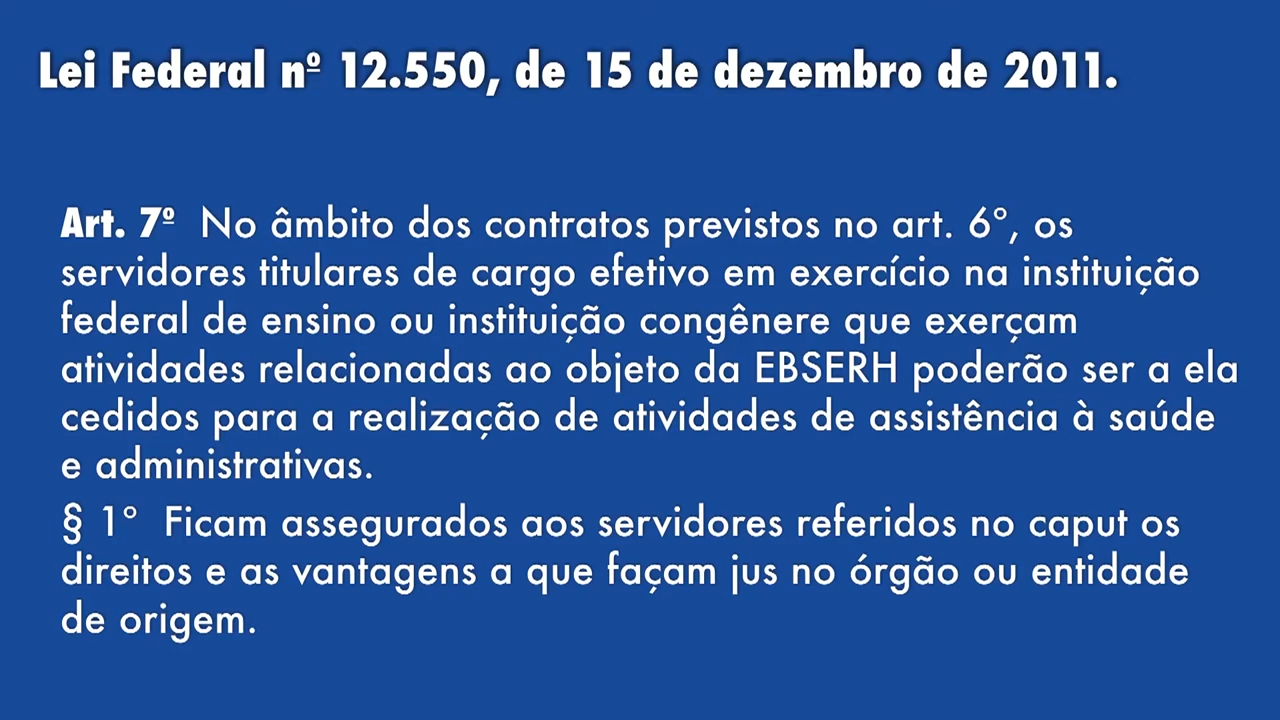 Lei Federal nº 12.550, de 15 de dezembro de 2011.
Art. 7º No âmbito dos contratos previstos no art. 6°, os
servidores titulares de cargo efetivo em exercício na instituição
federal de ensino ou instituição congênere que exerçam
atividades relacionadas ao objeto da EBSERH poderão ser a ela
cedidos para a realização de atividades de assistência à saúde
e administrativas.
§ 1° Ficam assegurados aos servidores referidos no caput os
direitos e as vantagens a que façam jus no órgão ou entidade
de origem.